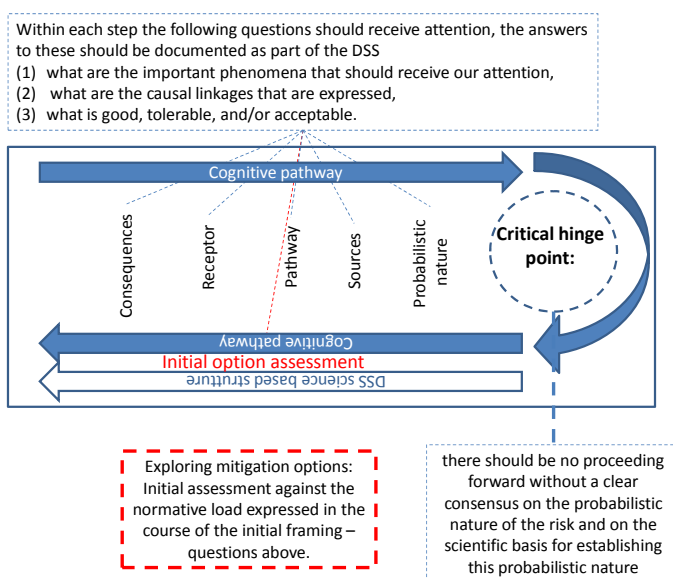 Within each step the following questions should receive attention, the answers
to these should be documented as part of the DSS
(1) what are the important phenomena that should receive our attention,
(2) what are the causal linkages that are expressed,
(3) what is good, tolerable, and/or acceptable.
Cognitive pathway
Consequences
Receptor
Pathway
Sources
Probabilistic
nature
Critical hinge
point:
Cognitive pathway
Initial option assessment
DSS science based strutture
Exploring mitigation options:
Initial assessment against the
normative load expressed in the
course of the initial framing –
questions above.
there should be no proceeding
forward without a clear
consensus on the probabilistic
nature of the risk and on the
scientific basis for establishing
this probabilistic nature